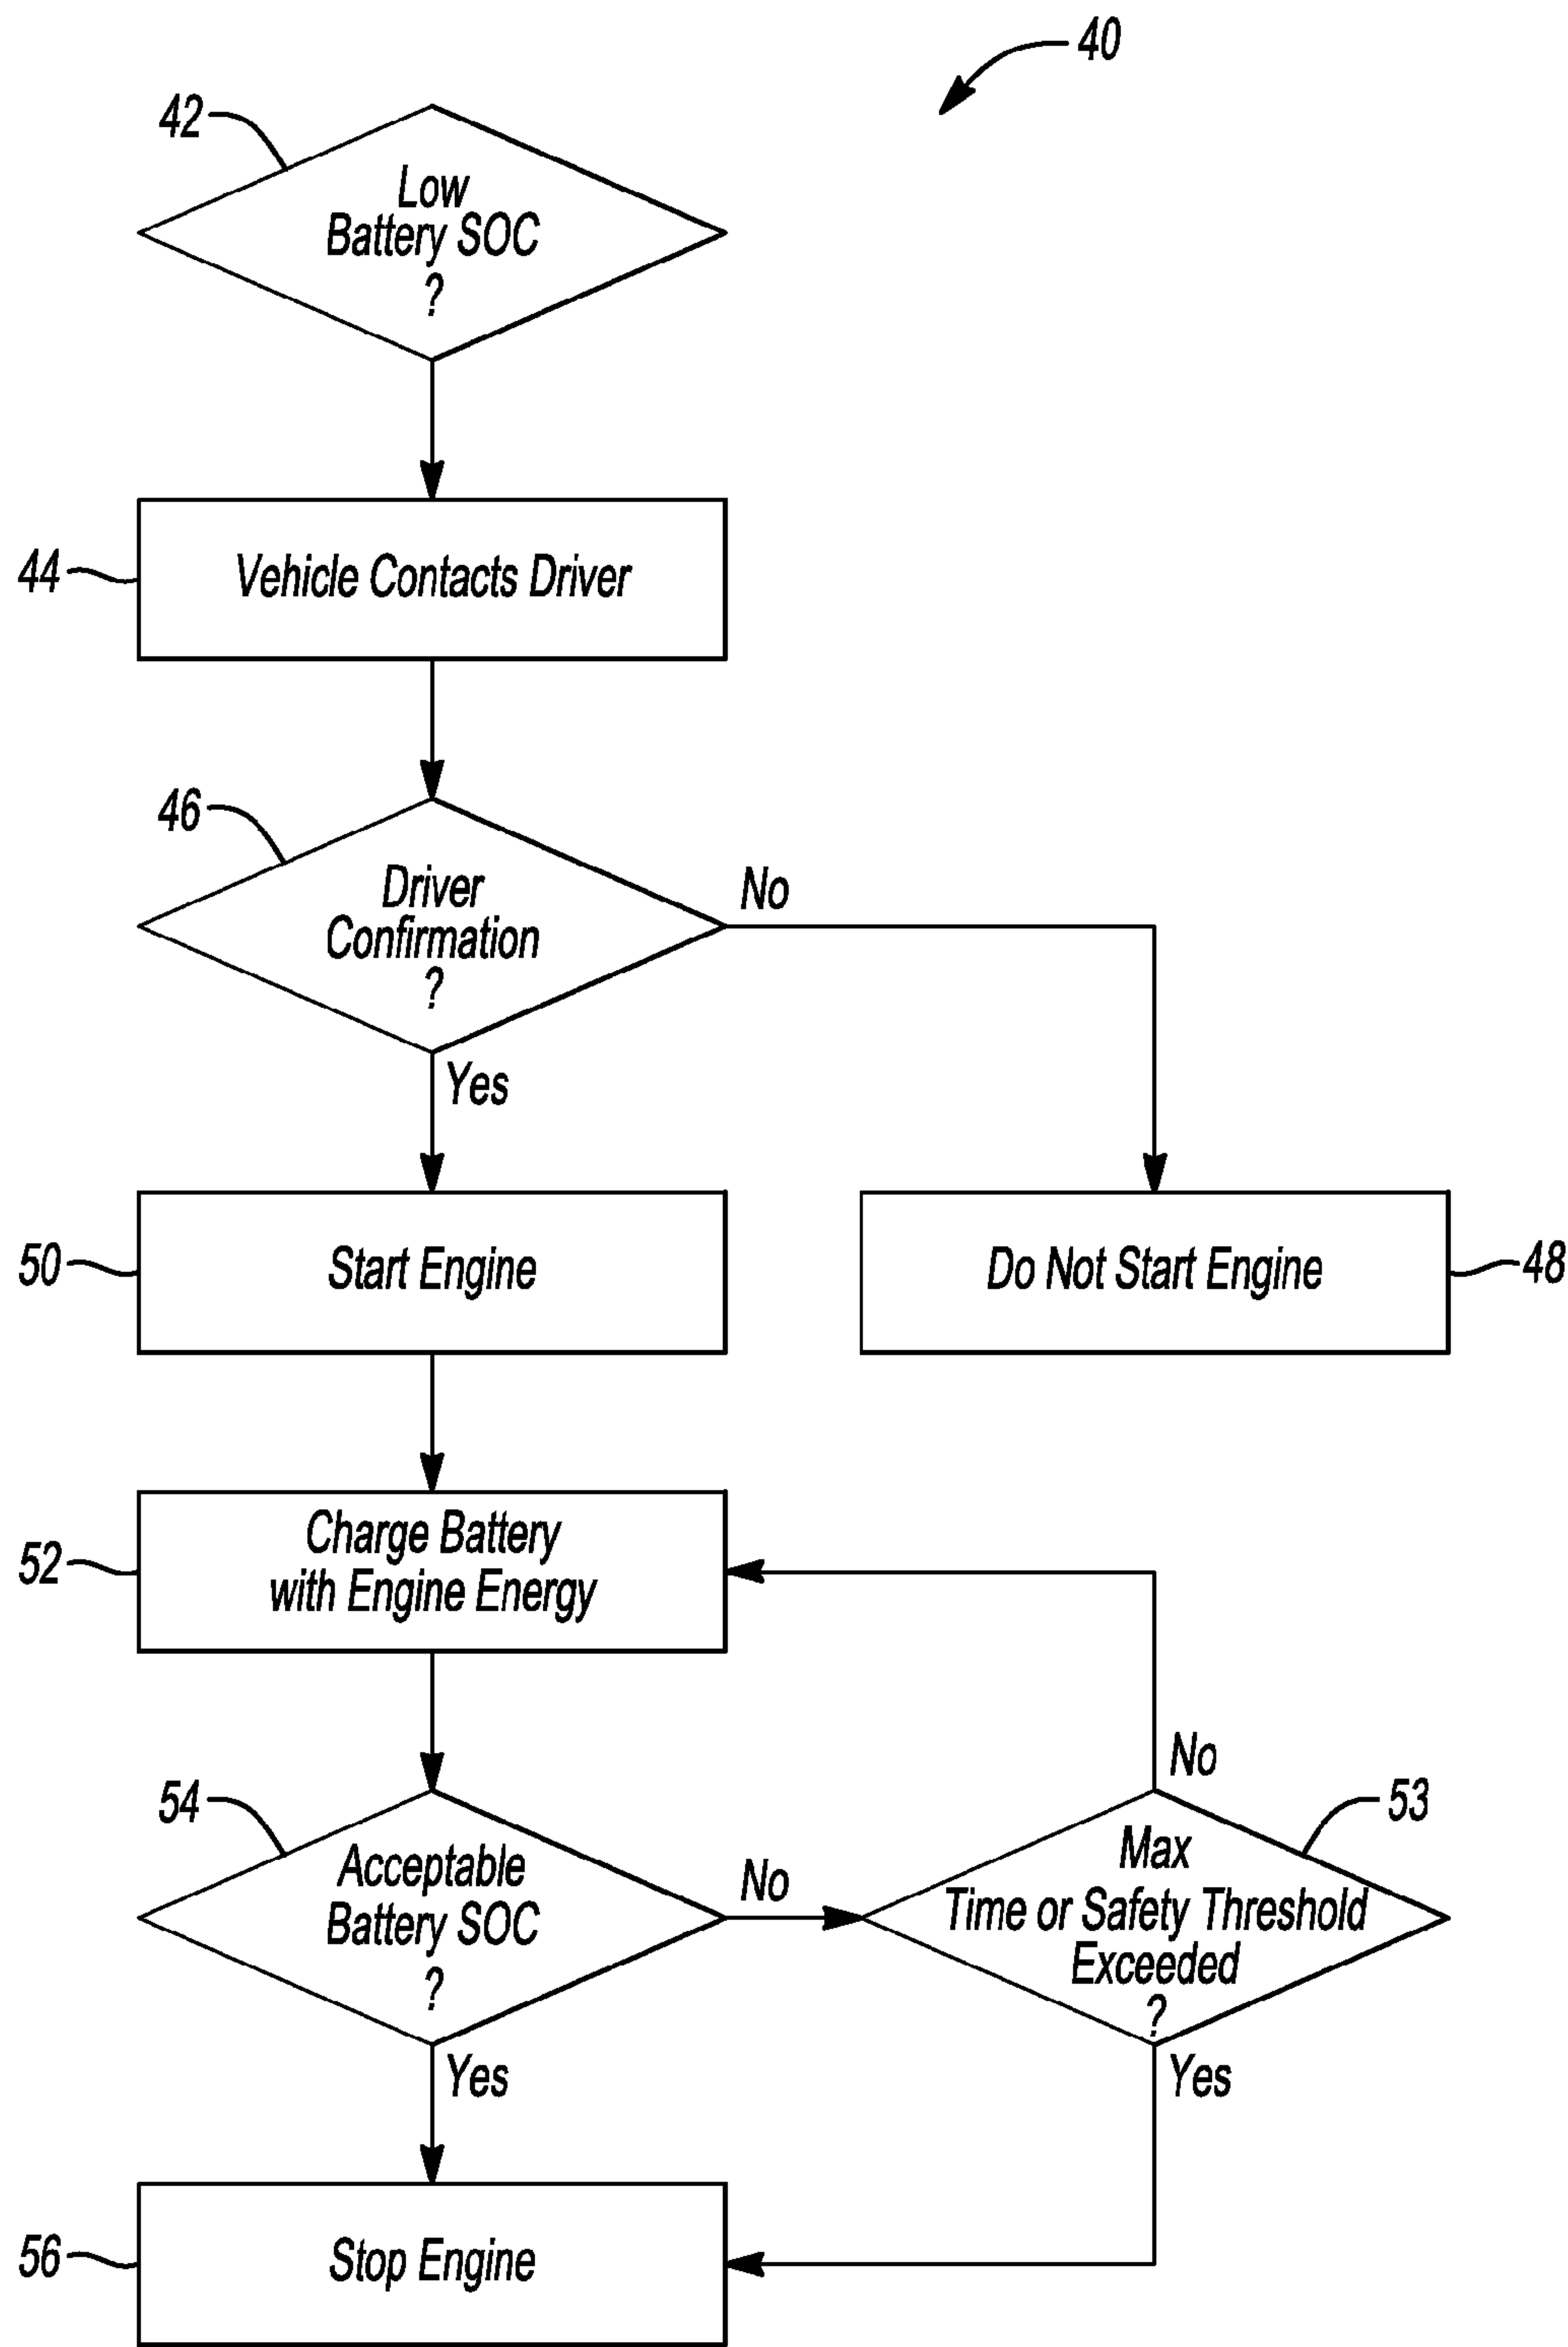 40
42
Low
Battery SOC
?
44
Vehicle Contacts Driver
46
Driver
Confirmation
?
No
Yes
50
Start Engine
Do Not Start Engine
48
52
Charge Battery
with Engine Energy
No
54
Acceptable
Battery SOC
?
No
53
Max
Time or Safety Threshold
Exceeded
?
Yes
Yes
56
Stop Engine